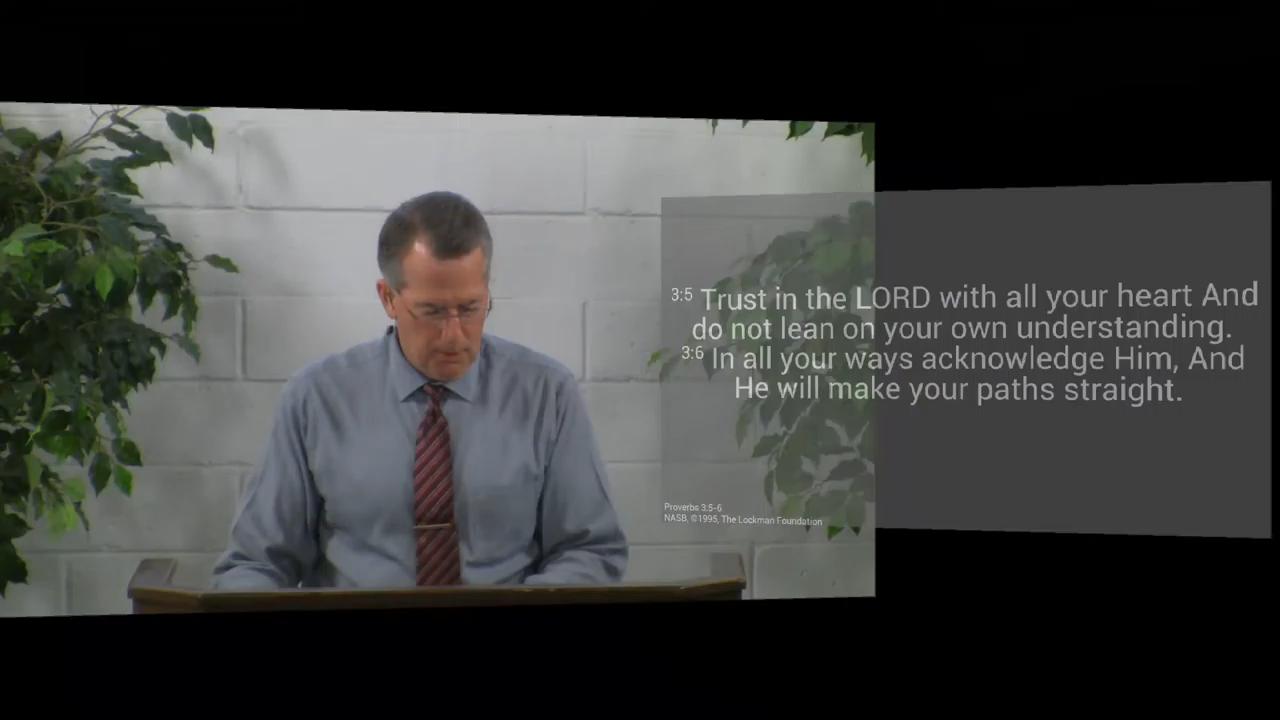 3:5 Trust in the LORD with all your heart And
do not lean on your own understanding.
3:6 In all your ways acknowledge Him, And
He will make your paths straight.
Proverbs 3.5-6
NASB, ©1995, The Lockman Foundation